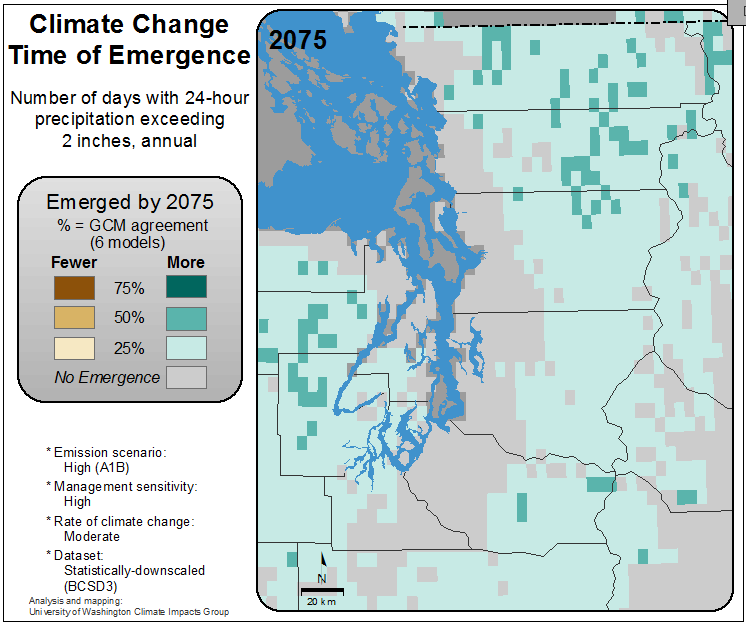 Climate Change
Time of Emergence
Number of days with 24-hour
precipitation exceeding
2 inches, annual
Emerged by 2075
% = GCM agreement
(6 models)
Fewer More
75%
50%
25%
No Emergence
* Emission scenario:
High (A1B)
* Management sensitivity:
High
* Rate of climate change:
Moderate
* Dataset:
Statistically-downscaled
(BCSD3)
Analysis and mapping:
University of Washington Climate Impacts Group
2075
N
20 km